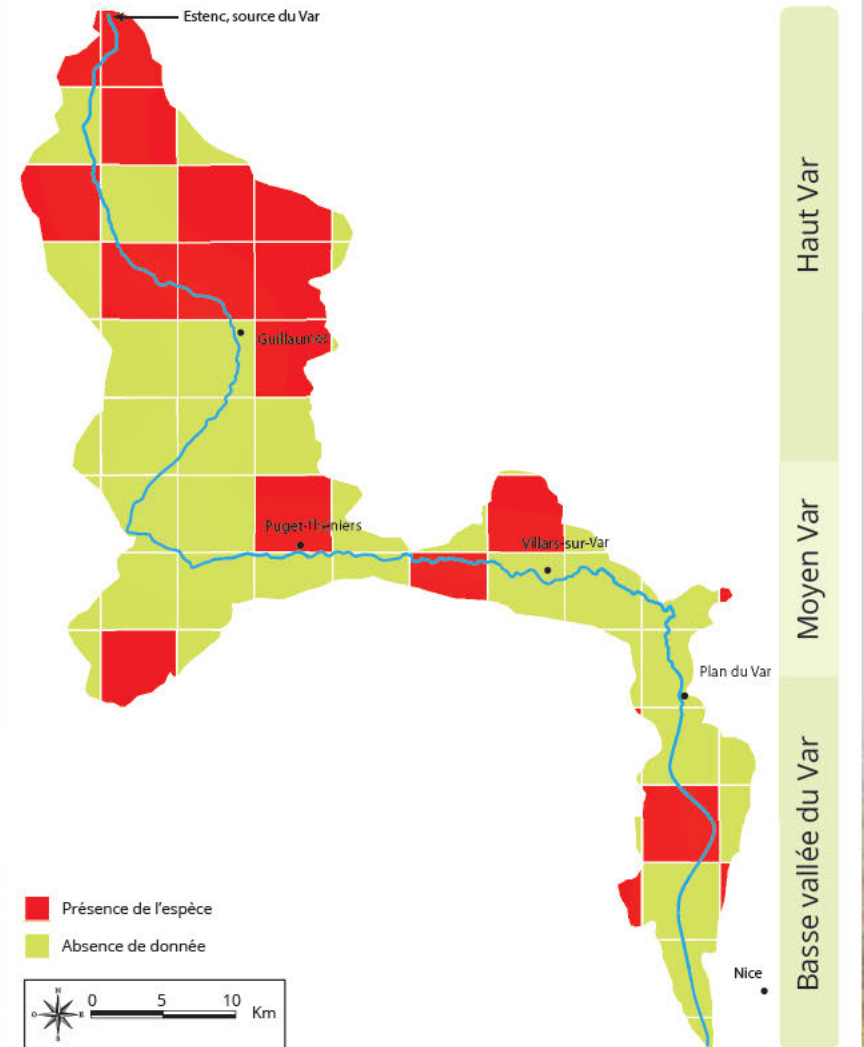 Estenc, source du Var
Haut Var
Guillaumes
Puget-Théniers
Villars-sur-Var
Moyen Var
Plan du Var
Basse vallée du Var
Présence de l'espèce
Absence de donnée
Nice
N
O
E
S
0 5 10 Km